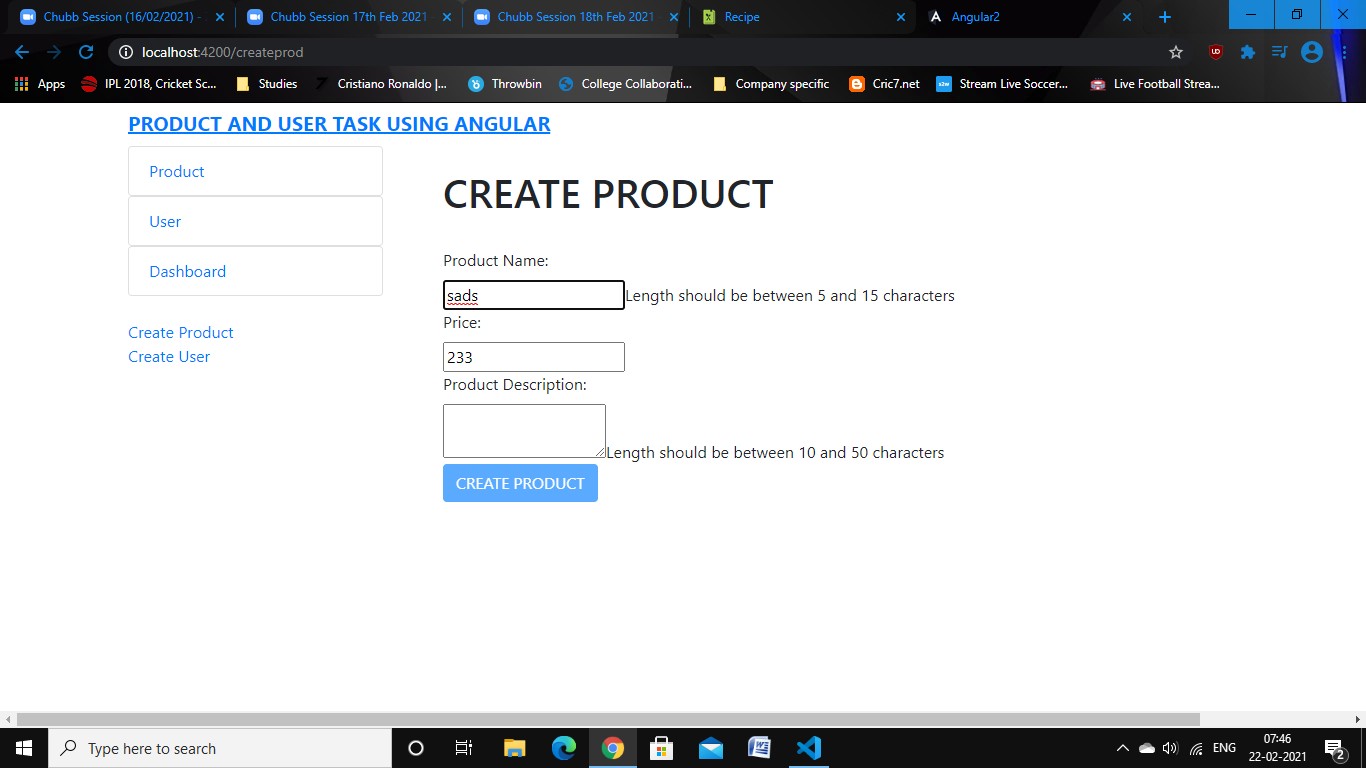 Chubb Session (16/02/2021) -
Chubb Session 17th Feb 2021
Chubb Session 18th Feb 2021
Recipe
Angular2
localhost:4200/createprod
Apps
IPL 2018, Cricket Sc...
Studies
Cristiano Ronaldo |...
Throwbin
College Collaborati...
Company specific
Cric7.net
Stream Live Soccer...
Live Football Strea...
PRODUCT AND USER TASK USING ANGULAR
Product
User
Dashboard
Create Product
Create User
CREATE PRODUCT
Product Name:
sads Length should be between 5 and 15 characters
Price:
233
Product Description:
Length should be between 10 and 50 characters
CREATE PRODUCT
Type here to search
ENG
07:46
22-02-2021
2